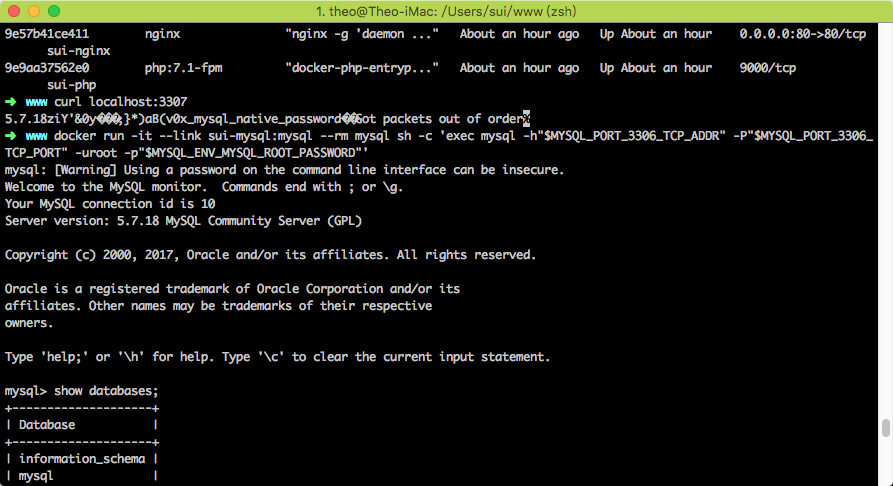 1. theo@Theo-iMac: /Users/sui/www (zsh)
9e57b41ce411 nginx "nginx -g 'daemon ..." About an hour ago Up About an hour 0.0.0.0:80->80/tcp
sui-nginx
9e9aa37562e0 php:7.1-fpm "docker-php-entryp..." About an hour ago Up About an hour 9000/tcp
sui-php
➜ www curl localhost:3307
5.7.18ziY'&0y���;}*)aB(v0x_mysql_native_password��Got packets out of order%
➜ www docker run -it --link sui-mysql:mysql --rm mysql sh -c 'exec mysql -h"$MYSQL_PORT_3306_TCP_ADDR" -P"$MYSQL_PORT_3306_
TCP_PORT" -uroot -p"$MYSQL_ENV_MYSQL_ROOT_PASSWORD"'
mysql: [Warning] Using a password on the command line interface can be insecure.
Welcome to the MySQL monitor.  Commands end with ; or \g.
Your MySQL connection id is 10
Server version: 5.7.18 MySQL Community Server (GPL)
Copyright (c) 2000, 2017, Oracle and/or its affiliates. All rights reserved.
Oracle is a registered trademark of Oracle Corporation and/or its
affiliates. Other names may be trademarks of their respective
owners.
Type 'help;' or '\h' for help. Type '\c' to clear the current input statement.
mysql> show databases;
+--------------------+
| Database           |
+--------------------+
| information_schema |
| mysql              |